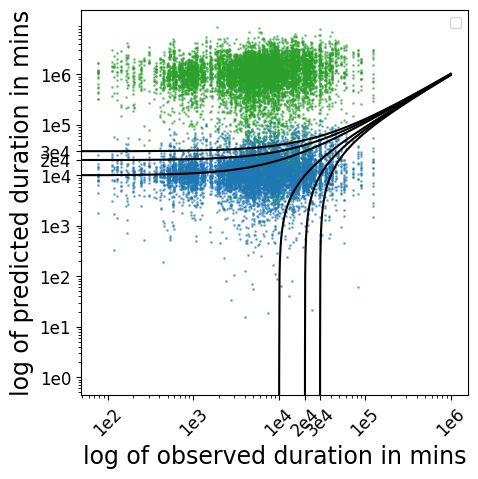 log of predicted duration in mins
1e6
1e5
3e4
2e4
1e4
1e3
1e2
1e1
1e0
1e2
1e3
1e4
2e4
3e4
1e5
1e6
log of observed duration in mins